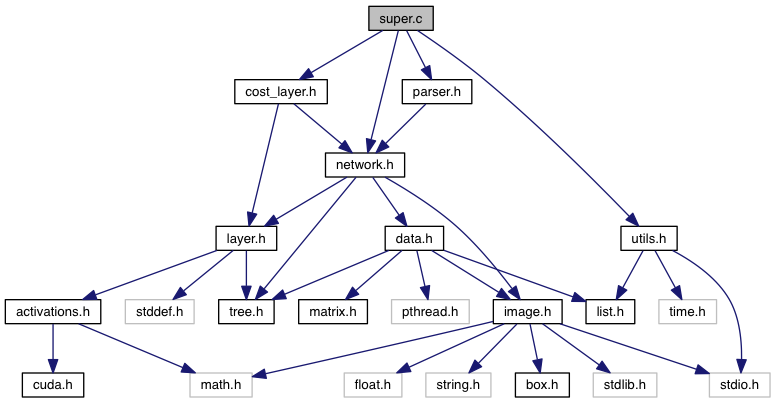 super.c
cost_layer.h
parser.h
network.h
layer.h
data.h
utils.h
activations.h
stddef.h
tree.h
matrix.h
pthread.h
image.h
list.h
time.h
cuda.h
math.h
float.h
string.h
box.h
stdlib.h
stdio.h